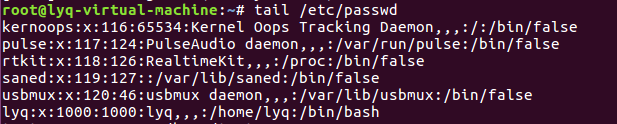 root@lyq-virtual-machine:~# tail /etc/passwd
kernoops:x:116:65534:Kernel Oops Tracking Daemon,,,:/:/bin/false
pulse:x:117:124:PulseAudio daemon,,,:/var/run/pulse:/bin/false
rtkit:x:118:126:RealtimeKit,,,:/proc:/bin/false
saned:x:119:127::/var/lib/saned:/bin/false
usbmux:x:120:46:usbmux daemon,,,:/var/lib/usbmux:/bin/false
lyq:x:1000:1000:lyq,,,:/home/lyq:/bin/bash